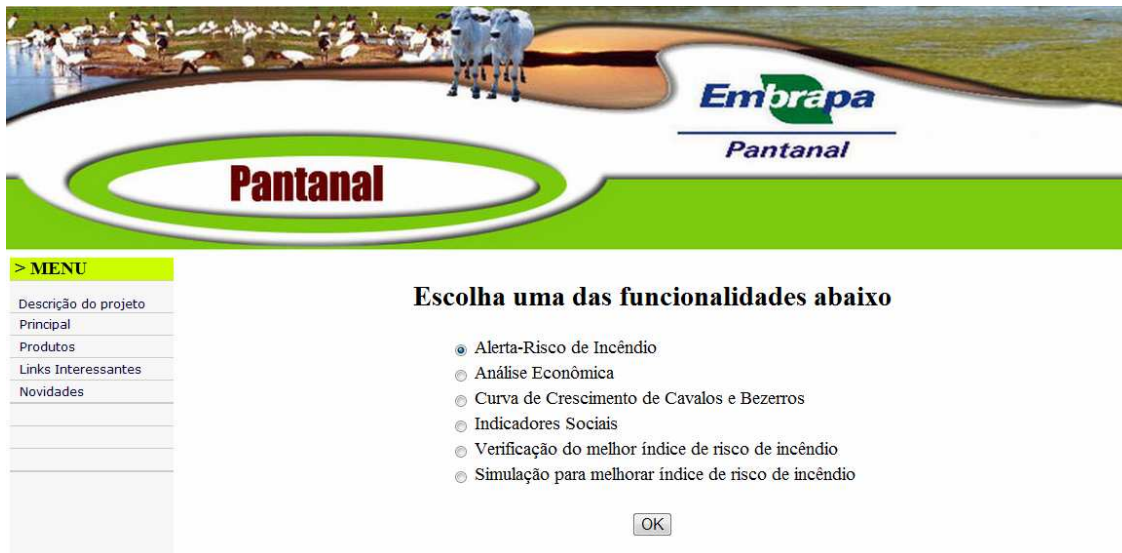 Embrapa
Pantanal
Pantanal
> MENU
Descrição do projeto
Principal
Produtos
Links Interessantes
Novidades
Escolha uma das funcionalidades abaixo
Alerta-Risco de Incêndio
Análise Econômica
Curva de Crescimento de Cavalos e Bezerros
Indicadores Sociais
Verificação do melhor índice de risco de incêndio
Simulação para melhorar índice de risco de incêndio
OK